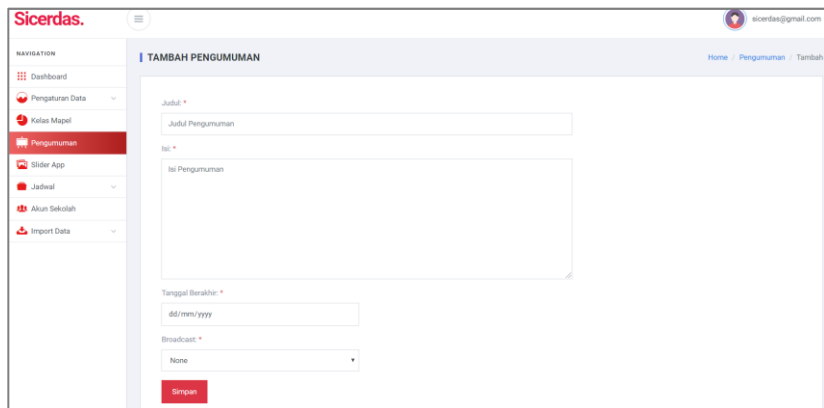 Sicerdas.
sicerdas@gmail.com
NAVIGATION
Dashboard
Pengaturan Data
Kelas Mapel
Pengumuman
Slider App
Jadwal
Akun Sekolah
Import Data
TAMBAH PENGUMUMAN
Home / Pengumuman / Tambah
Judul: *
Judul Pengumuman
Isi: *
Isi Pengumuman
Tanggal Berakhir: *
dd/mm/yyyy
Broadcast: *
None
Simpan